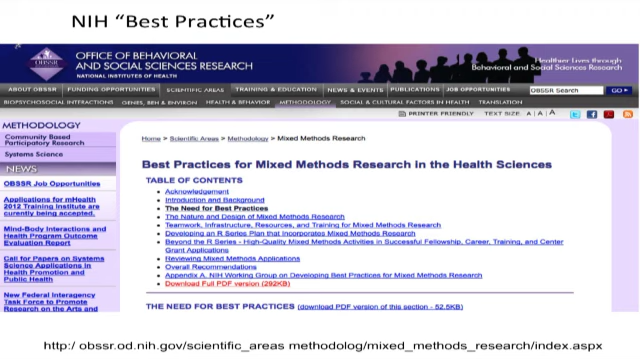 NIH “Best Practices”
OFFICE OF BEHAVIORAL
AND SOCIAL SCIENCES RESEARCH
NATIONAL INSTITUTES OF HEALTH
OBSSR
Healthier Lives through
Behavioral and Social Sciences Research
ABOUT OBSSR FUNDING OPPORTUNITIES SCIENTIFIC AREAS TRAINING & EDUCATION NEWS & EVENTS PUBLICATIONS JOB OPPORTUNITIES OBSSR Search GO
BIOPSYCHOSOCIAL INTERACTIONS GENES, BEH & ENVIRON HEALTH & BEHAVIOR METHODOLOGY SOCIAL & CULTURAL FACTORS IN HEALTH TRANSLATION
PRINTER FRIENDLY TEXT SIZE: A | A | A
METHODOLOGY
Community Based
Participatory Research
Systems Science
NEWS
OBSSR Job Opportunities
Applications for mHealth
2012 Training Institute are
currently being accepted.
Mind-Body Interactions and
Health Program Outcome
Evaluation Report
Call for Papers on Systems
Science Applications in
Health Promotion and
Public Health
New Federal Interagency
Task Force to Promote
Research on the Arts and
Home > Scientific Areas > Methodology > Mixed Methods Research
Best Practices for Mixed Methods Research in the Health Sciences
TABLE OF CONTENTS
• Acknowledgement
• Introduction and Background
• The Need for Best Practices
• The Nature and Design of Mixed Methods Research
• Teamwork, Infrastructure, Resources, and Training for Mixed Methods Research
• Developing an R Series Plan that Incorporates Mixed Methods Research
• Beyond the R Series - High-Quality Mixed Methods Activities in Successful Fellowship, Career, Training, and Center
Grant Applications
• Reviewing Mixed Methods Applications
• Overall Recommendations
• Appendix A. NIH Working Group on Developing Best Practices for Mixed Methods Research
• Download Full PDF version (292KB)
THE NEED FOR BEST PRACTICES (download PDF version of this section - 52.5KB)
http:/ obssr.od.nih.gov/scientific_areas methodolog/mixed_methods_research/index.aspx